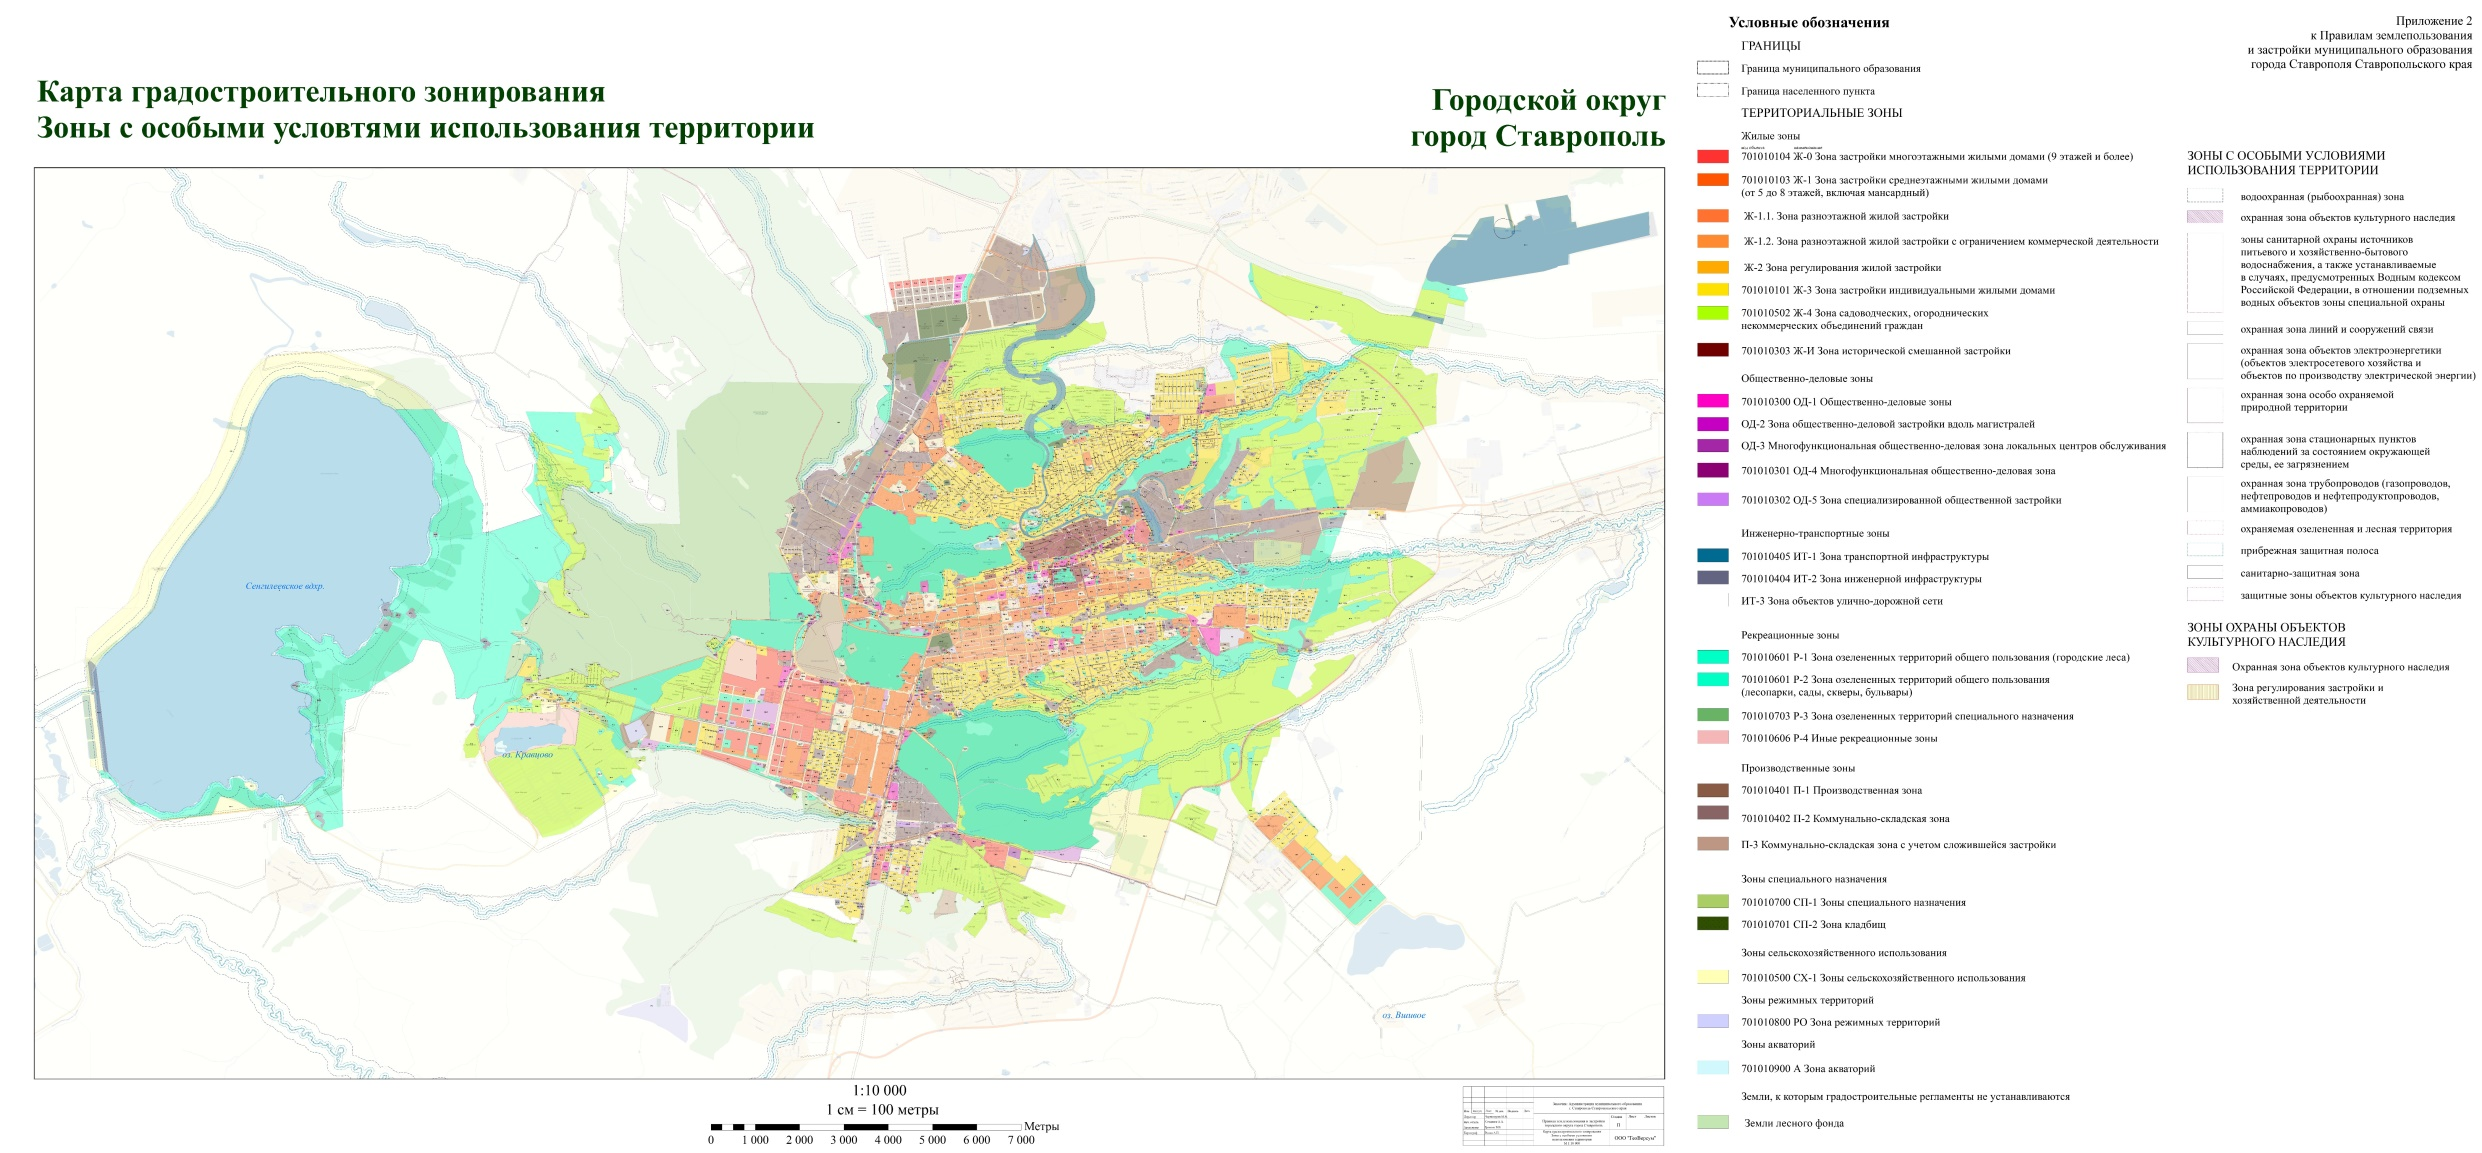 Карта градостроительного зонирования
Зоны с особыми условтями использования территории
Городской округ
город Ставрополь
Сенгилеевское вдхр.
оз. Кравцово
оз. Вшивое
1:10 000
1 см = 100 метры
Метры
0 1 000 2 000 3 000 4 000 5 000 6 000 7 000
ООО "ГеоВерсум"
Условные обозначения
ГРАНИЦЫ
Граница муниципального образования
Граница населенного пункта
ТЕРРИТОРИАЛЬНЫЕ ЗОНЫ
Жилые зоны
701010104 Ж-0 Зона застройки многоэтажными жилыми домами (9 этажей и более)
701010103 Ж-1 Зона застройки среднеэтажными жилыми домами
(от 5 до 8 этажей, включая мансардный)
Ж-1.1. Зона разноэтажной жилой застройки
Ж-1.2. Зона разноэтажной жилой застройки с ограничением коммерческой деятельности
Ж-2 Зона регулирования жилой застройки
701010101 Ж-3 Зона застройки индивидуальными жилыми домами
701010502 Ж-4 Зона садоводческих, огороднических
некоммерческих объединений граждан
701010303 Ж-И Зона исторической смешанной застройки
Общественно-деловые зоны
701010300 ОД-1 Общественно-деловые зоны
ОД-2 Зона общественно-деловой застройки вдоль магистралей
ОД-3 Многофункциональная общественно-деловая зона локальных центров обслуживания
701010301 ОД-4 Многофункциональная общественно-деловая зона
701010302 ОД-5 Зона специализированной общественной застройки
Инженерно-транспортные зоны
701010405 ИТ-1 Зона транспортной инфраструктуры
701010404 ИТ-2 Зона инженерной инфраструктуры
ИТ-3 Зона объектов улично-дорожной сети
Рекреационные зоны
701010601 Р-1 Зона озелененных территорий общего пользования (городские леса)
701010601 Р-2 Зона озелененных территорий общего пользования
(лесопарки, сады, скверы, бульвары)
701010703 Р-3 Зона озелененных территорий специального назначения
701010606 Р-4 Иные рекреационные зоны
Производственные зоны
701010401 П-1 Производственная зона
701010402 П-2 Коммунально-складская зона
П-3 Коммунально-складская зона с учетом сложившейся застройки
Зоны специального назначения
701010700 СП-1 Зоны специального назначения
701010701 СП-2 Зона кладбищ
Зоны сельскохозяйственного использования
701010500 СХ-1 Зоны сельскохозяйственного использования
Зоны режимных территорий
701010800 РО Зона режимных территорий
Зоны акваторий
701010900 А Зона акваторий
Земли, к которым градостроительные регламенты не устанавливаются
Земли лесного фонда
Приложение 2
к Правилам землепользования
и застройки муниципального образования
города Ставрополя Ставропольского края
ЗОНЫ С ОСОБЫМИ УСЛОВИЯМИ
ИСПОЛЬЗОВАНИЯ ТЕРРИТОРИИ
водоохранная (рыбоохранная) зона
охранная зона объектов культурного наследия
зоны санитарной охраны источников
питьевого и хозяйственно-бытового
водоснабжения, а также устанавливаемые
в случаях, предусмотренных Водным кодексом
Российской Федерации, в отношении подземных
водных объектов зоны специальной охраны
охранная зона линий и сооружений связи
охранная зона объектов электроэнергетики
(объектов электросетевого хозяйства и
объектов по производству электрической энергии)
охранная зона особо охраняемой
природной территории
охранная зона стационарных пунктов
наблюдений за состоянием окружающей
среды, ее загрязнением
охранная зона трубопроводов (газопроводов,
нефтепроводов и нефтепродуктопроводов,
аммиакопроводов)
охраняемая озелененная и лесная территория
прибрежная защитная полоса
санитарно-защитная зона
защитные зоны объектов культурного наследия
ЗОНЫ ОХРАНЫ ОБЪЕКТОВ
КУЛЬТУРНОГО НАСЛЕДИЯ
Охранная зона объектов культурного наследия
Зона регулирования застройки и
хозяйственной деятельности